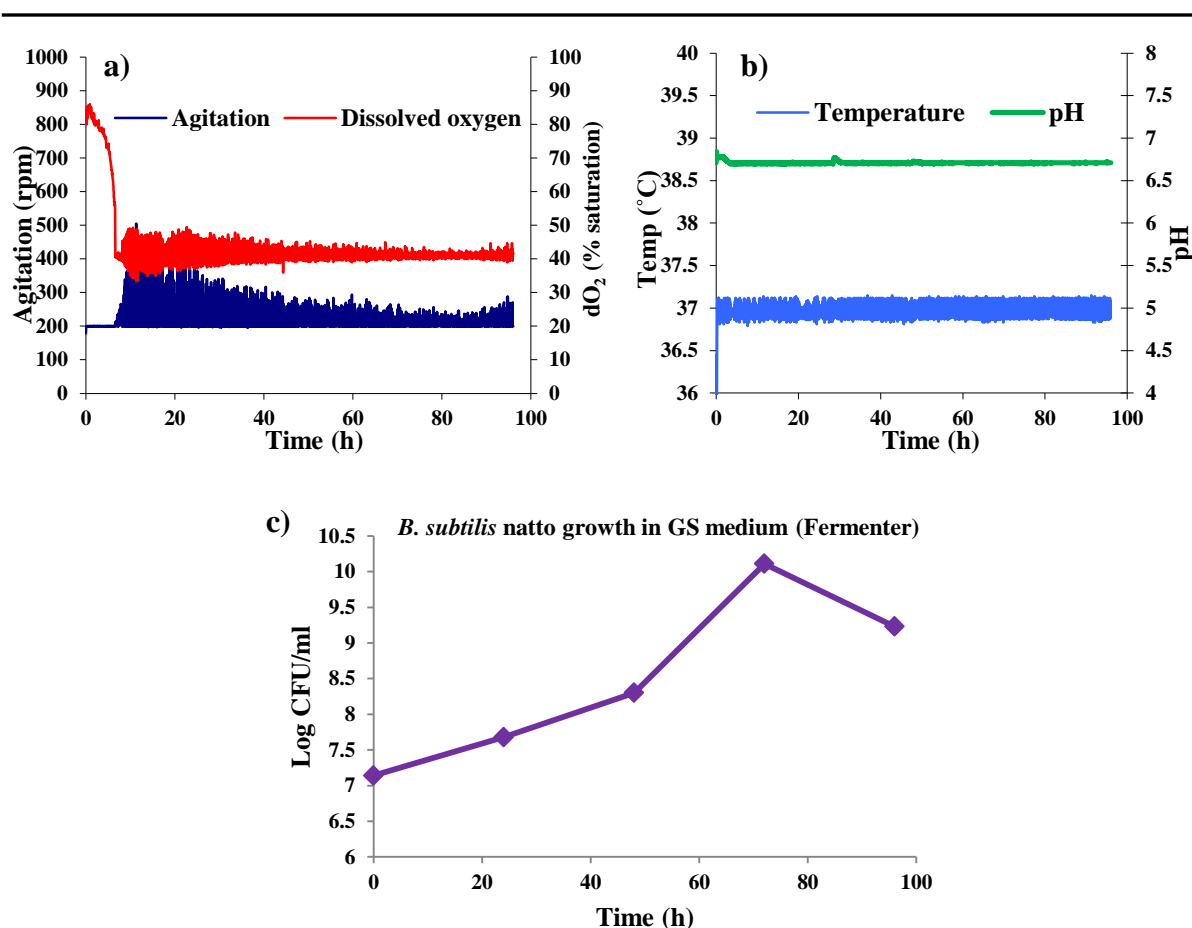 a)
Agitation Dissolved oxygen
1000
900
800
700
600
500
400
300
200
100
0
Agitation (rpm)
100
90
80
70
60
50
40
30
20
10
0
dO₂ (% saturation)
0 20 40 60 80 100
Time (h)
b)
Temperature pH
40
39.5
39
38.5
38
37.5
37
36.5
36
Temp (˚C)
8
7.5
7
6.5
6
5.5
5
4.5
4
pH
0 20 40 60 80 100
Time (h)
c)
B. subtilis natto growth in GS medium (Fermenter)
10.5
10
9.5
9
8.5
8
7.5
7
6.5
6
Log CFU/ml
0 20 40 60 80 100
Time (h)